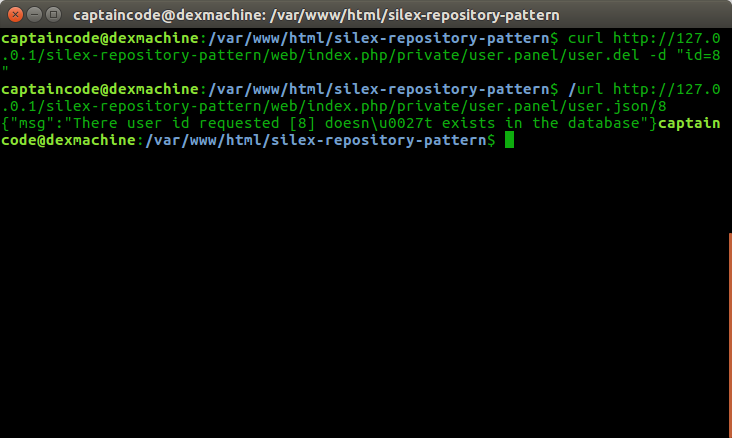 captaincode@dexmachine: /var/www/html/silex-repository-pattern
captaincode@dexmachine:/var/www/html/silex-repository-pattern$ curl http://127.0
.0.1/silex-repository-pattern/web/index.php/private/user.panel/user.del -d "id=8
"
captaincode@dexmachine:/var/www/html/silex-repository-pattern$ /url http://127.0
.0.1/silex-repository-pattern/web/index.php/private/user.panel/user.json/8
{"msg":"There user id requested [8] doesn\u0027t exists in the database"}captain
code@dexmachine:/var/www/html/silex-repository-pattern$